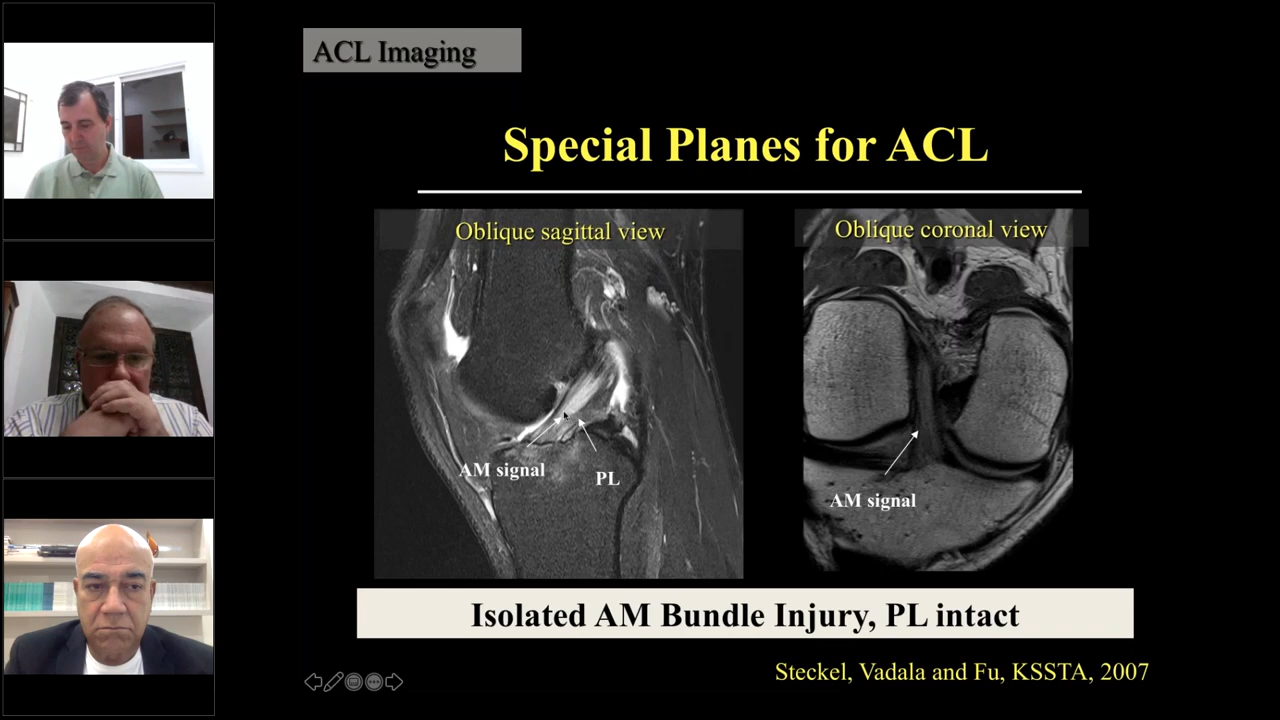 ACL Imaging
Special Planes for ACL
Oblique sagittal view
Oblique coronal view
AM signal
PL
AM signal
Isolated AM Bundle Injury, PL intact
Steckel, Vadala and Fu, KSSTA, 2007